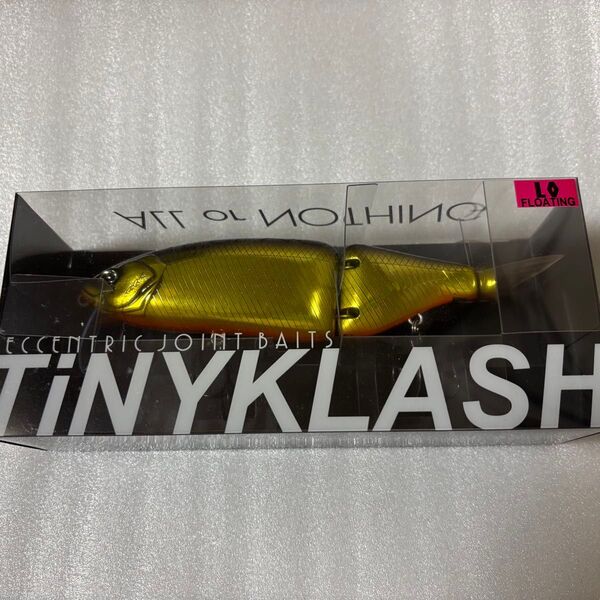 ALL or NOTHING
LO
FLOATING
ECCENTRIC JOINT BAITS
TiNYKLASH